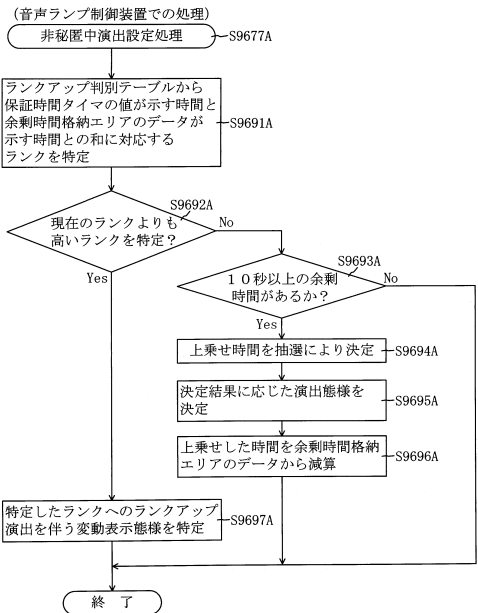 (音声ランプ制御装置での処理)
非秘匿中演出設定処理
S9677A
ランクアップ判別テーブルから
保証時間タイマの値が示す時間と
余剰時間格納エリアのデータが
示す時間との和に対応する
ランクを特定
S9691A
S9692A
現在のランクよりも
高いランクを特定?
No
Yes
S9693A
10秒以上の余剰
時間があるか?
No
Yes
上乗せ時間を抽選により決定
S9694A
決定結果に応じた演出態様を
決定
S9695A
上乗せした時間を余剰時間格納
エリアのデータから減算
S9696A
特定したランクへのランクアップ
演出を伴う変動表示態様を特定
S9697A
終 了